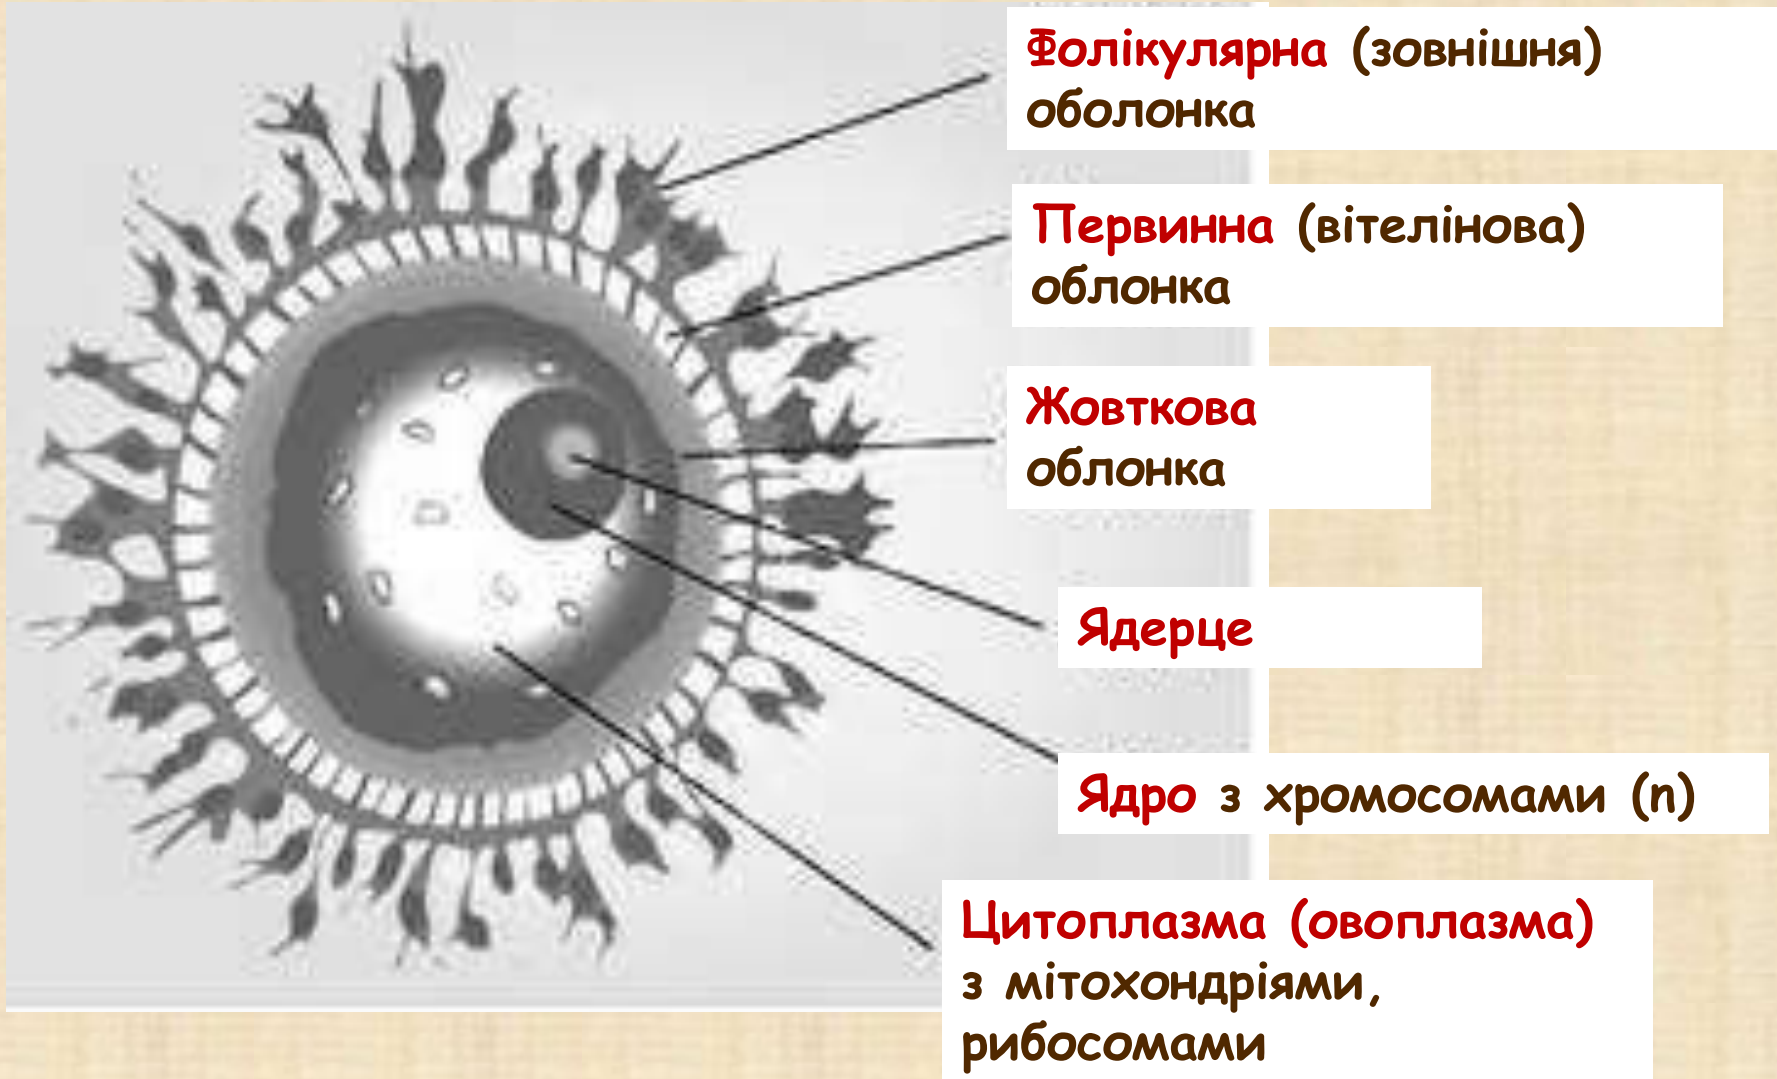 Фолікулярна (зовнішня)
оболонка
Первинна (вітелінова)
облонка
Жовткова
облонка
Ядерце
Ядро з хромосомами (n)
Цитоплазма (овоплазма)
з мітохондріями,
рибосомами